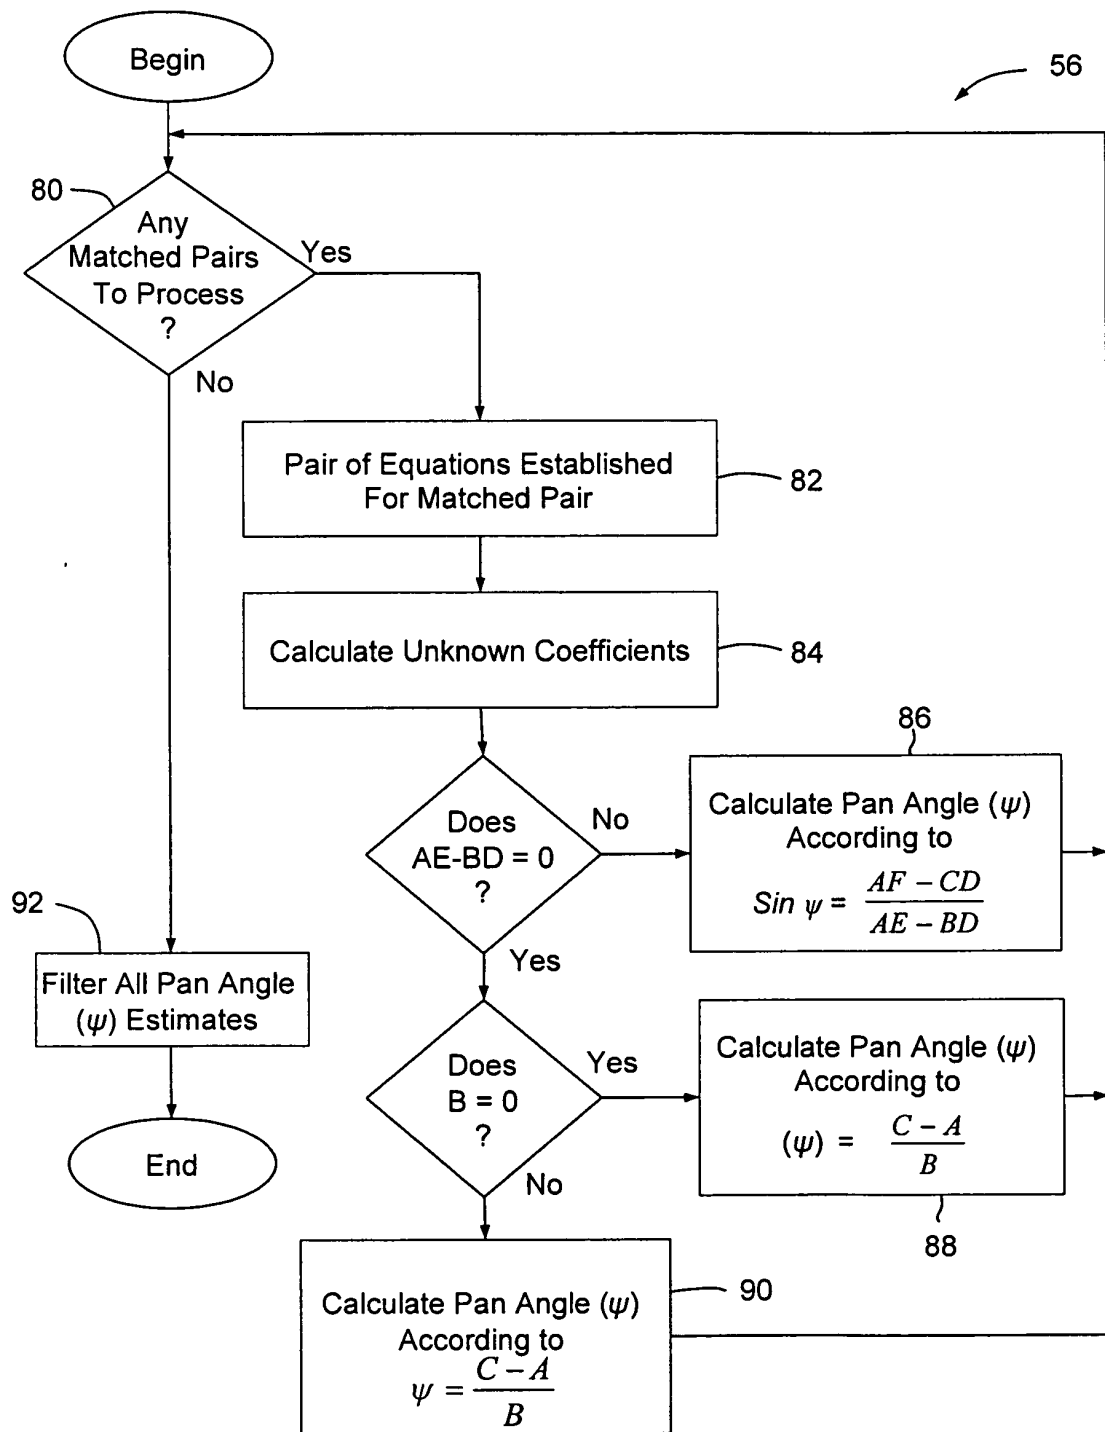 Begin
56
80
Any
Matched Pairs
To Process
?
Yes
No
Pair of Equations Established
For Matched Pair
82
Calculate Unknown Coefficients
84
Does
AE-BD = 0
?
No
Yes
86
Calculate Pan Angle (ψ)
According to
Sin ψ = \frac{AF - CD}{AE - BD}
92
Filter All Pan Angle
(ψ) Estimates
End
Does
B = 0
?
Yes
No
Calculate Pan Angle (ψ)
According to
(ψ) = \frac{C - A}{B}
88
Calculate Pan Angle (ψ)
According to
ψ = \frac{C - A}{B}
90